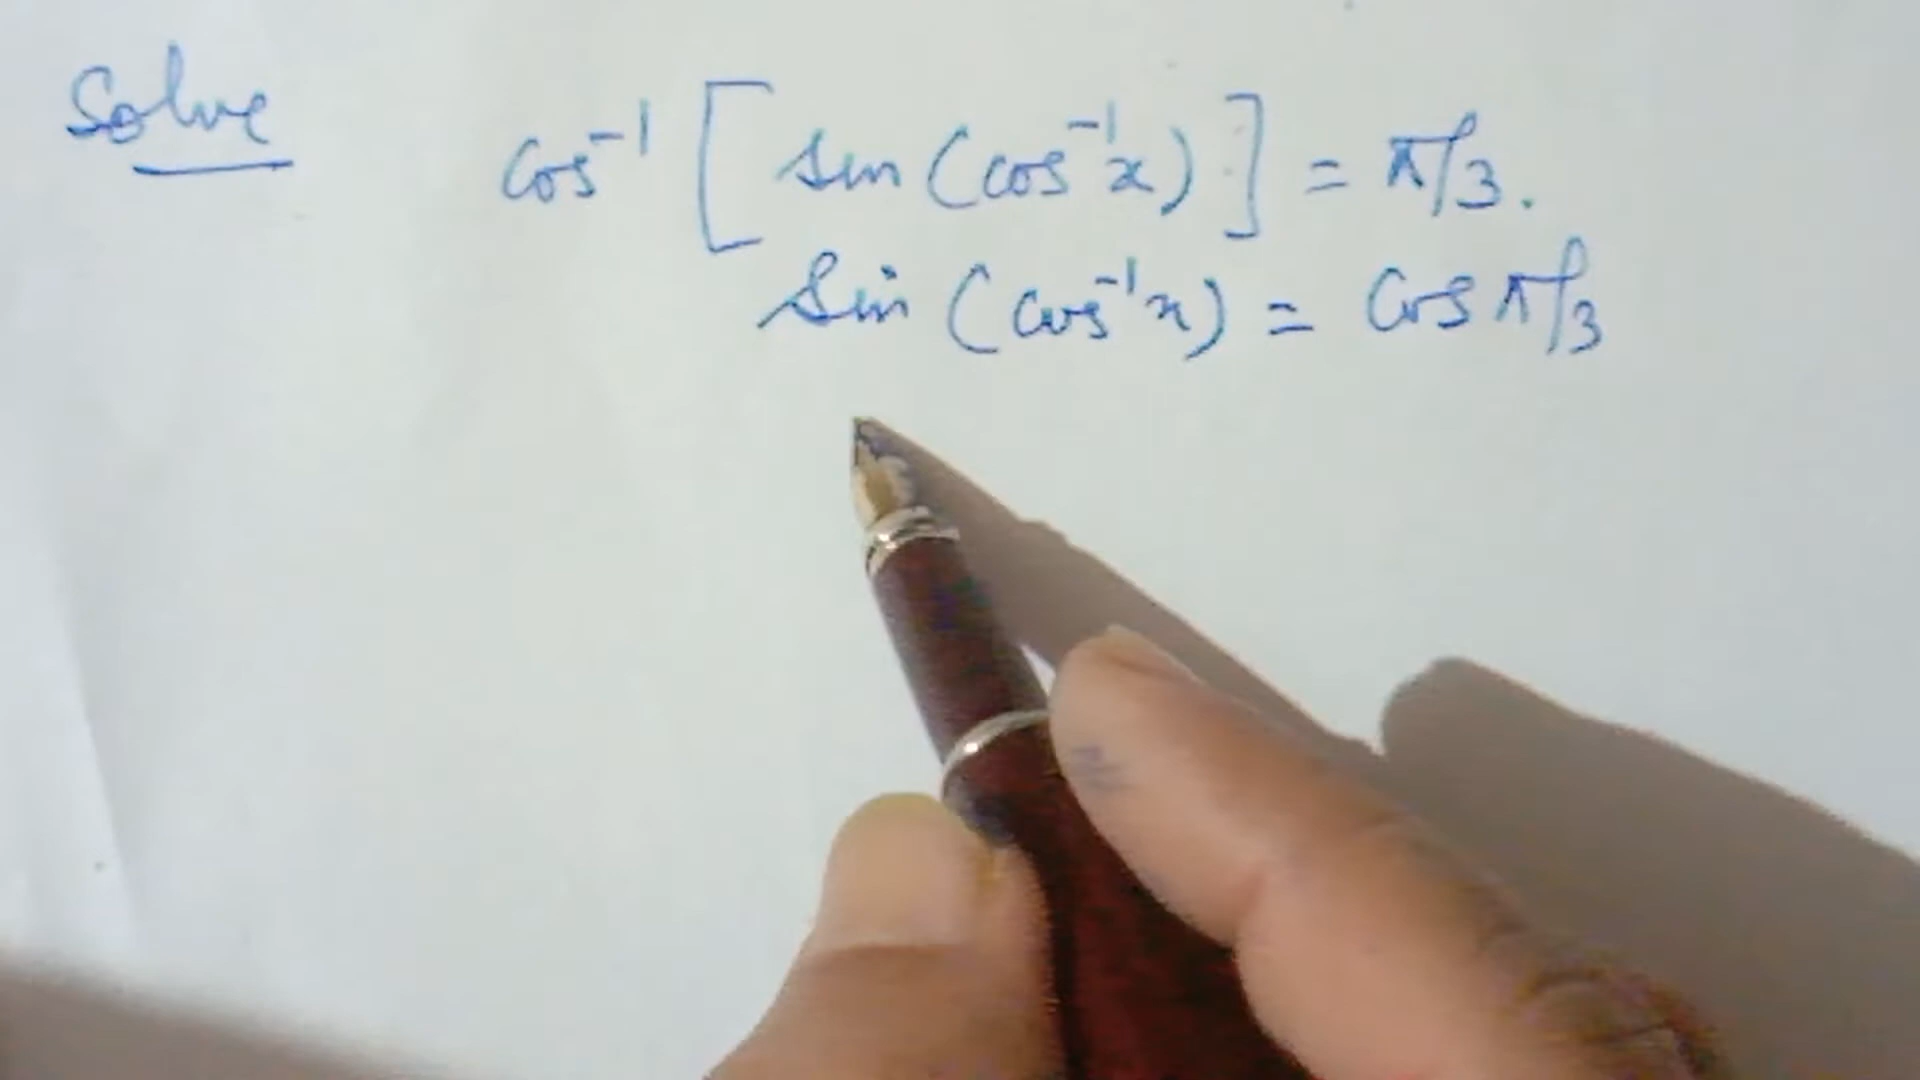 Solve cos⁻¹ [ sin (cos⁻¹x) ] = π/3.
Sin (cos⁻¹x) = Cos π/3